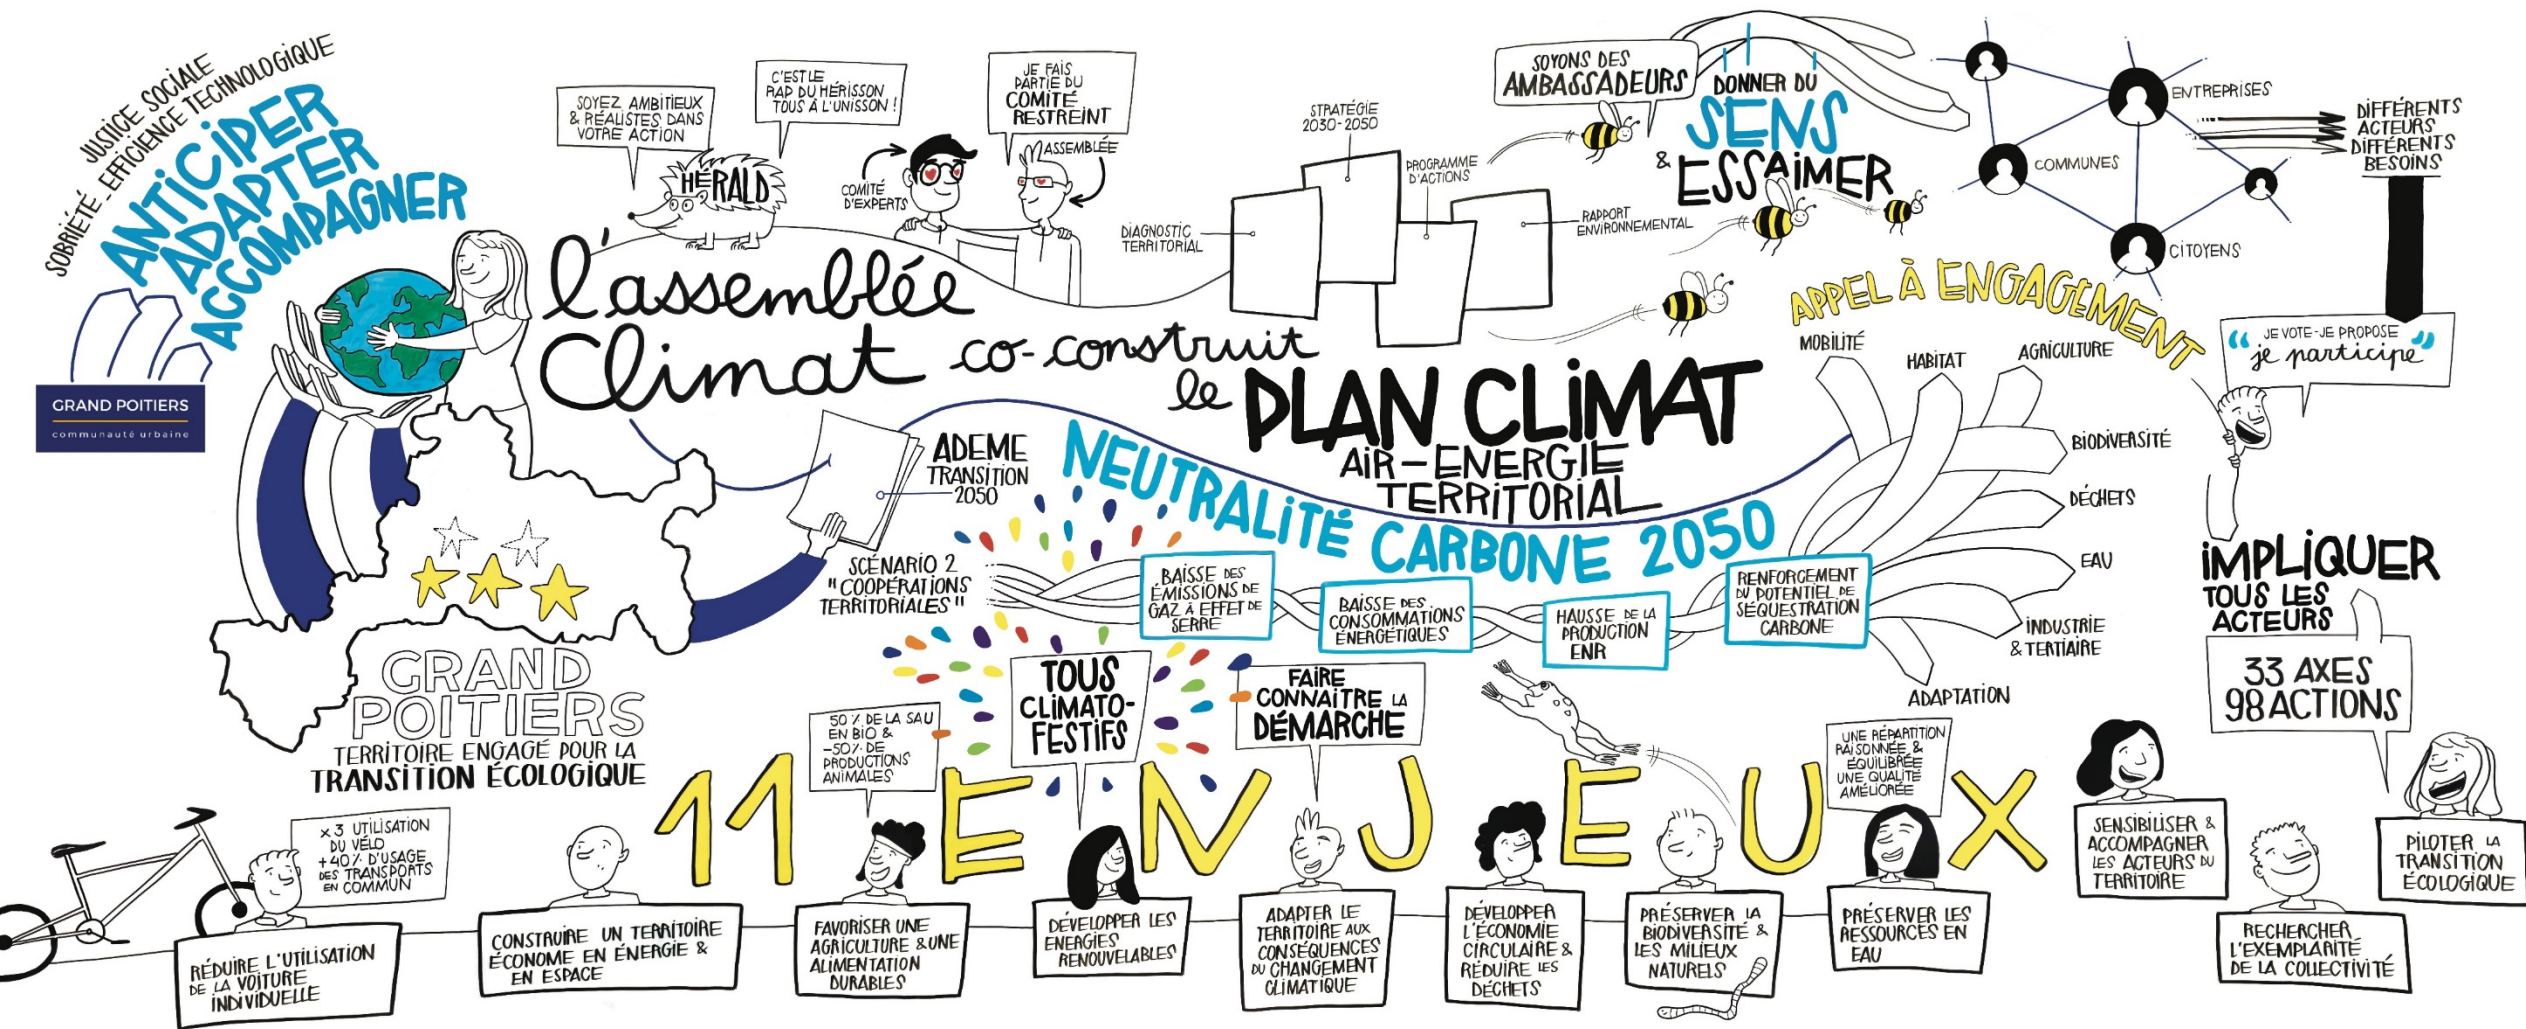 JUSTICE SOCIALE
SOBRIÉTÉ_EFFICIENCE TECHNOLOGIQUE
ANTICIPER
ADAPTER
ACCOMPAGNER
GRAND POITIERS
communauté urbaine
SOYEZ AMBITIEUX
& RÉALISTES DANS
VOTRE ACTION
C'EST LE
RAP DU HÉRISSON
TOUS À L'UNISSON !
HÉRALD
JE FAIS
PARTIE DU
COMITÉ
RESTREINT
ASSEMBLÉE
COMITÉ
D'EXPERTS
l'assemblée
Climat co-construit
le PLAN CLIMAT
AIR-ENERGIE
TERRITORIAL
DIAGNOSTIC
TERRITORIAL
STRATÉGIE
2030-2050
PROGRAMME
D'ACTIONS
RAPPORT
ENVIRONNEMENTAL
SOYONS DES
AMBASSADEURS
DONNER DU
SENS
& ESSAIMER
ENTREPRISES
COMMUNES
CITOYENS
DIFFÉRENTS
ACTEURS
DIFFÉRENTS
BESOINS
APPEL À ENGAGEMENT
"JE VOTE-JE PROPOSE"
je participe
MOBILITÉ
HABITAT
AGRICULTURE
BIODIVERSITÉ
DÉCHETS
EAU
INDUSTRIE
& TERTIAIRE
ADAPTATION
IMPLIQUER
TOUS LES
ACTEURS
33 AXES
98 ACTIONS
ADEME
TRANSITION
2050
SCÉNARIO 2
"COOPÉRATIONS
TERRITORIALES"
NEUTRALITÉ CARBONE 2050
BAISSE DES
ÉMISSIONS DE
GAZ À EFFET DE
SERRE
BAISSE DES
CONSOMMATIONS
ÉNERGÉTIQUES
HAUSSE DE LA
PRODUCTION
ENR
RENFORCEMENT
DU POTENTIEL DE
SÉQUESTRATION
CARBONE
GRAND
POITIERS
TERRITOIRE ENGAGÉ POUR LA
TRANSITION ÉCOLOGIQUE
11 ENJEUX
x3 UTILISATION
DU VÉLO
+40% D'USAGE
DES TRANSPORTS
EN COMMUN
RÉDUIRE L'UTILISATION
DE LA VOITURE
INDIVIDUELLE
CONSTRUIRE UN TERRITOIRE
ÉCONOME EN ÉNERGIE &
EN ESPACE
50% DE LA SAU
EN BIO &
-50% DE
PRODUCTIONS
ANIMALES
FAVORISER UNE
AGRICULTURE & UNE
ALIMENTATION
DURABLES
TOUS
CLIMATO-
FESTIFS
DÉVELOPPER LES
ENERGIES
RENOUVELABLES
FAIRE
CONNAÎTRE LA
DÉMARCHE
ADAPTER LE
TERRITOIRE AUX
CONSÉQUENCES
DU CHANGEMENT
CLIMATIQUE
DÉVELOPPER
L'ÉCONOMIE
CIRCULAIRE &
RÉDUIRE LES
DÉCHETS
PRÉSERVER LA
BIODIVERSITÉ &
LES MILIEUX
NATURELS
UNE RÉPARTITION
RAISONNÉE &
ÉQUILIBRÉE
UNE QUALITÉ
AMÉLIORÉE
PRÉSERVER LES
RESSOURCES EN
EAU
SENSIBILISER &
ACCOMPAGNER
LES ACTEURS DU
TERRITOIRE
RECHERCHER
L'EXEMPLARITÉ
DE LA COLLECTIVITÉ
PILOTER LA
TRANSITION
ÉCOLOGIQUE